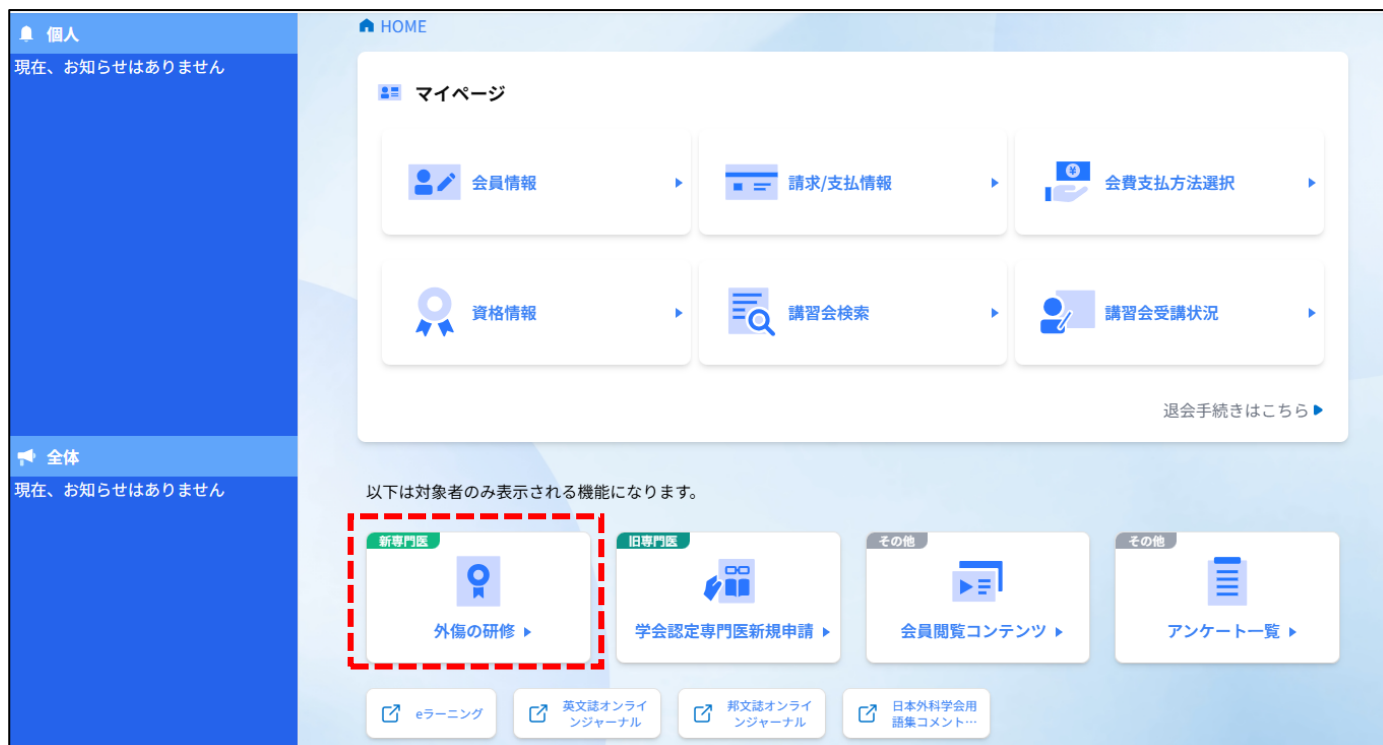 個人
現在、お知らせはありません
全体
現在、お知らせはありません
HOME
マイページ
会員情報
請求/支払情報
会費支払方法選択
資格情報
講習会検索
講習会受講状況
退会手続きはこちら
以下は対象者のみ表示される機能になります。
新専門医
外傷の研修
旧専門医
学会認定専門医新規申請
その他
会員閲覧コンテンツ
その他
アンケート一覧
eラーニング
英文誌オンライ
ンジャーナル
邦文誌オンライ
ンジャーナル
日本外科学会用
語集コメント…